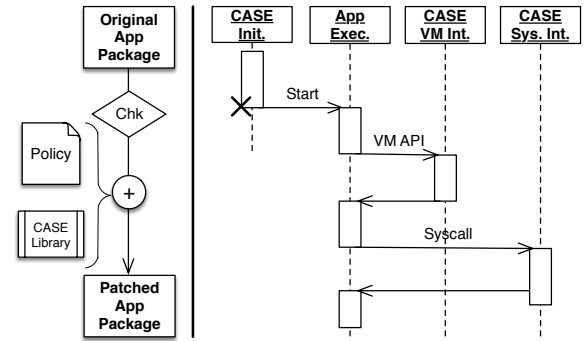 Original
App
Package
Chk
Policy
+
CASE
Library
Patched
App
Package
CASE
Init.
App
Exec.
CASE
VM Int.
CASE
Sys. Int.
Start
VM API
Syscall